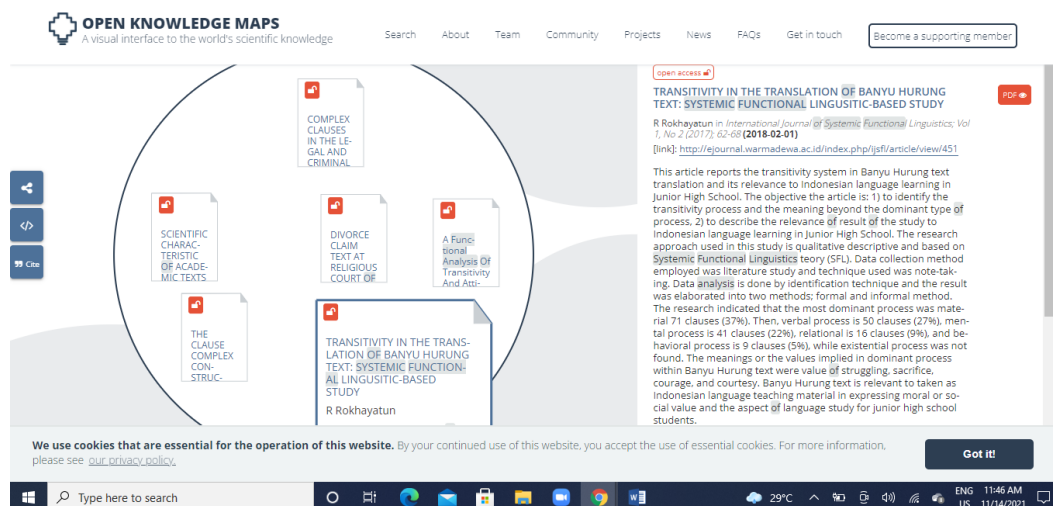 OPEN KNOWLEDGE MAPS
A visual interface to the world's scientific knowledge
Search About Team Community Projects News FAQs Get in touch Become a supporting member
COMPLEX
CLAUSES
IN THE LE-
GAL AND
CRIMINAL
SCIENTIFIC
CHARAC-
TERISTIC
OF ACADE-
MIC TEXTS
DIVORCE
CLAIM
TEXT AT
RELIGIOUS
COURT OF
A Func-
tional
Analysis Of
Transitivity
And Atti-
THE
CLAUSE
COMPLEX
CON-
STRUC-
TRANSITIVITY IN THE TRANS-
LATION OF BANYU HURUNG
TEXT: SYSTEMIC FUNCTION-
AL LINGUSITIC-BASED
STUDY
R Rokhayatun
Cite
open access
TRANSITIVITY IN THE TRANSLATION OF BANYU HURUNG
TEXT: SYSTEMIC FUNCTIONAL LINGUSITIC-BASED STUDY
PDF
R Rokhayatun in International Journal of Systemic Functional Linguistics; Vol
1, No 2 (2017); 62-68 (2018-02-01)
[link]: http://ejournal.warmadewa.ac.id/index.php/ijsfl/article/view/451
This article reports the transitivity system in Banyu Hurung text
translation and its relevance to Indonesian language learning in
Junior High School. The objective the article is: 1) to identify the
transitivity process and the meaning beyond the dominant type of
process, 2) to describe the relevance of result of the study to
Indonesian language learning in Junior High School. The research
approach used in this study is qualitative descriptive and based on
Systemic Functional Linguistics teory (SFL). Data collection method
employed was literature study and technique used was note-tak-
ing. Data analysis is done by identification technique and the result
was elaborated into two methods; formal and informal method.
The research indicated that the most dominant process was mate-
rial 71 clauses (37%). Then, verbal process is 50 clauses (27%), men-
tal process is 41 clauses (22%), relational is 16 clauses (9%), and be-
havioral process is 9 clauses (5%), while existential process was not
found. The meanings or the values implied in dominant process
within Banyu Hurung text were value of struggling, sacrifice,
courage, and courtesy. Banyu Hurung text is relevant to taken as
Indonesian language teaching material in expressing moral or so-
cial value and the aspect of language study for junior high school
students.
We use cookies that are essential for the operation of this website. By your continued use of this website, you accept the use of essential cookies. For more information,
please see our privacy policy.
Got it!
Type here to search
29°C
ENG
US
11:46 AM
11/14/2021